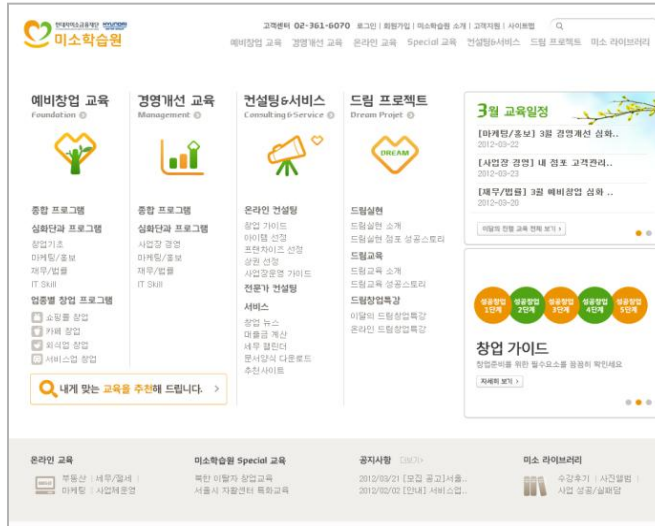 현대차미소금융재단 HYUNDAI
미소학습원
고객센터 02-361-6070 로그인 | 회원가입 | 미소학습원 소개 | 고객지원 | 사이트맵
예비창업 교육 경영개선 교육 온라인 교육 Special 교육 컨설팅&서비스 드림 프로젝트 미소 라이브러리
예비창업 교육
Foundation
경영개선 교육
Management
컨설팅&서비스
Consulting & Service
드림 프로젝트
Dream Projet
DREAM
종합 프로그램
심화단과 프로그램
창업기초
마케팅/홍보
재무/법률
IT Skill
업종별 창업 프로그램
쇼핑몰 창업
카페 창업
외식업 창업
서비스업 창업
종합 프로그램
심화단과 프로그램
사업장 경영
마케팅/홍보
재무/법률
IT Skill
온라인 컨설팅
창업 가이드
아이템 선정
프랜차이즈 선정
상권 선정
사업장운영 가이드
전문가 컨설팅
서비스
창업 뉴스
매출금 계산
세무 캘린더
문서양식 다운로드
추천사이트
드림실현
드림실현 소개
드림실현 점포 성공스토리
드림교육
드림교육 소개
드림교육 성공스토리
드림창업특강
이달의 드림창업특강
온라인 드림창업특강
내게 맞는 교육을 추천해 드립니다.
3월 교육일정
[마케팅/홍보] 3월 경영개선 심화..
2012-03-22
[사업장 경영] 내 점포 고객관리..
2012-03-23
[재무/법률] 3월 예비창업 심화 ..
2012-03-20
이달의 진행 교육 전체 보기
성공창업 1단계
성공창업 2단계
성공창업 3단계
성공창업 4단계
성공창업 5단계
창업 가이드
창업준비를 위한 필수요소를 꼼꼼히 확인세요
자세히 보기
온라인 교육
부동산 | 세무/절세 |
마케팅 | 사업체운영
미소학습원 Special 교육
북한 이탈자 창업교육
서울시 자활센터 특화교육
공지사항 더보기
2012/03/21 [모집 공고]서울..
2012/02/02 [안내] 서비스업..
미소 라이브러리
수강후기 | 사진앨범 |
사업 성공/실패담